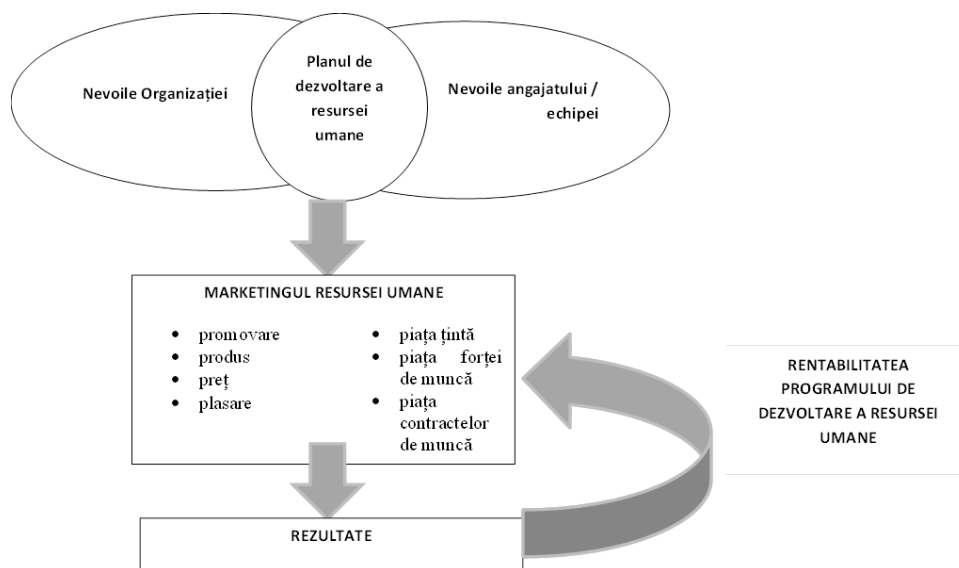 Nevoile Organizației
Planul de
dezvoltare a
resursei
umane
Nevoile angajatului /
echipei
MARKETINGUL RESURSEI UMANE
• promovare
• produs
• preț
• plasare
• piața țintă
• piața forței
de muncă
• piața
contractelor
de muncă
RENTABILITATEA
PROGRAMULUI DE
DEZVOLTARE A RESURSEI
UMANE
REZULTATE